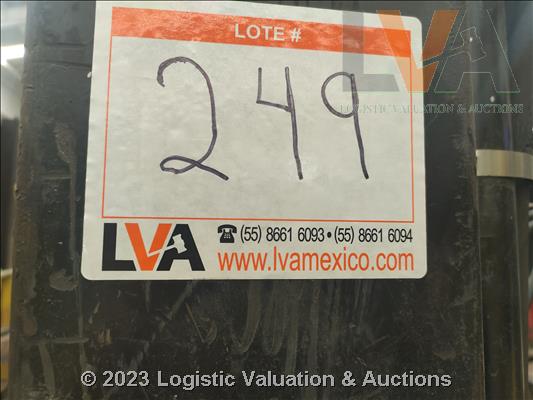 LOTE #
249
LVA
LOGISTIC VALUATION & AUCTIONS
LVA
☎ (55) 8661 6093 • (55) 8661 6094
www.lvamexico.com
© 2023 Logistic Valuation & Auctions